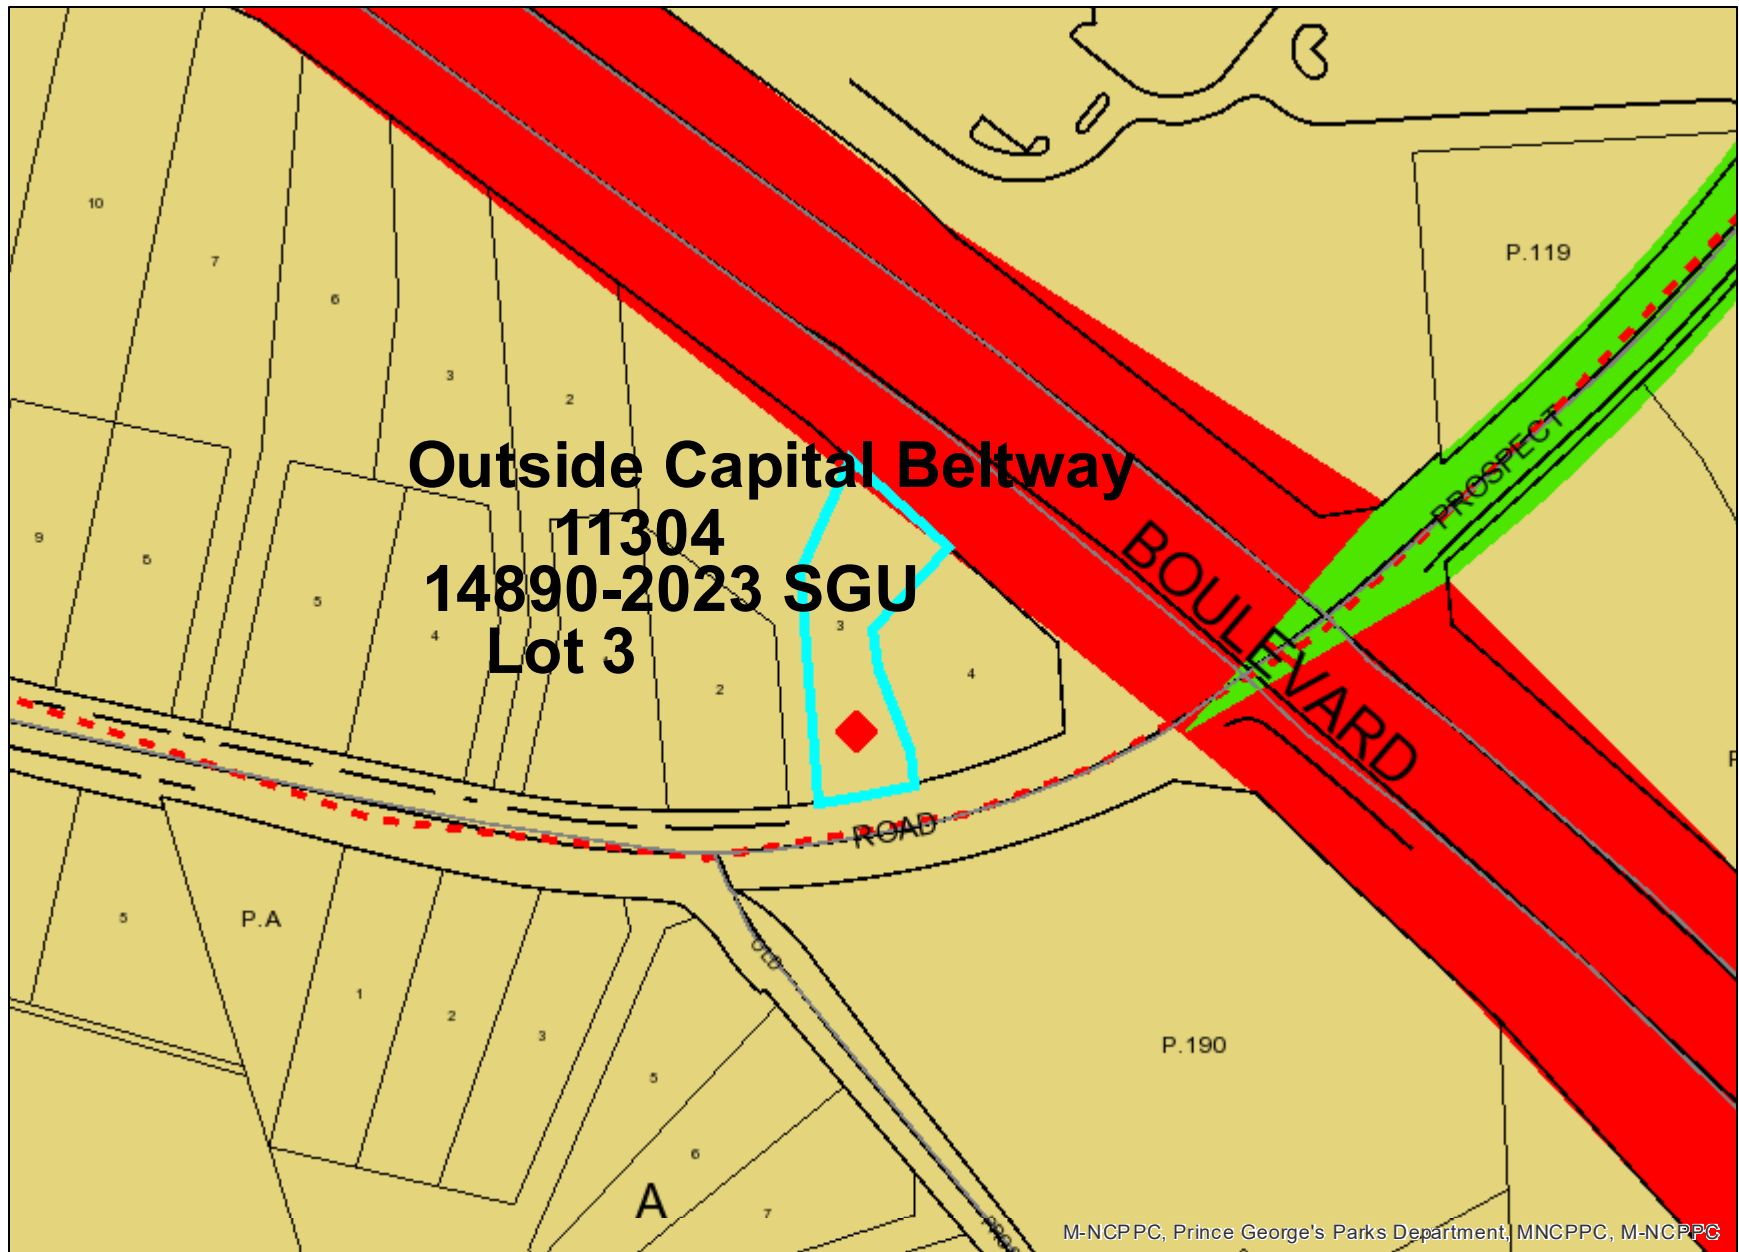 10
7
6
P.119
3
2
PROSPECT
Outside Capital Beltway
11304
14890-2023 SGU
Lot 3
BOULEVARD
9
5
4
3
2
4
ROAD
5
P.A
OLD
1
2
3
5
P.190
6
A
7
M-NCPPC, Prince George's Parks Department, MNCPPC, M-NCPPC